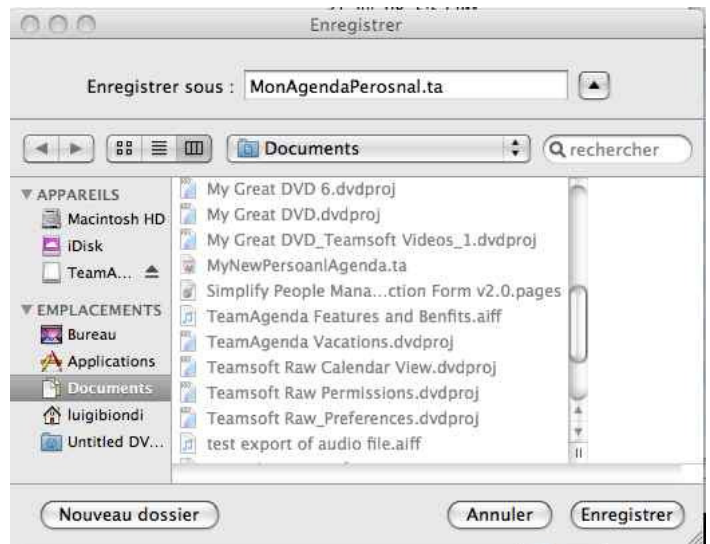 Enregistrer
Enregistrer sous : MonAgendaPerosnal.ta
Documents
rechercher
APPAREILS
Macintosh HD
iDisk
TeamA...
EMPLACEMENTS
Bureau
Applications
Documents
luigibiondi
Untitled DV...
My Great DVD 6.dvdproj
My Great DVD.dvdproj
My Great DVD_Teamsoft Videos_1.dvdproj
MyNewPersoanlAgenda.ta
Simplify People Mana...ction Form v2.0.pages
TeamAgenda Features and Benfits.aiff
TeamAgenda Vacations.dvdproj
Teamsoft Raw Calendar View.dvdproj
Teamsoft Raw Permissions.dvdproj
Teamsoft Raw_Preferences.dvdproj
test export of audio file.aiff
Nouveau dossier
Annuler
Enregistrer